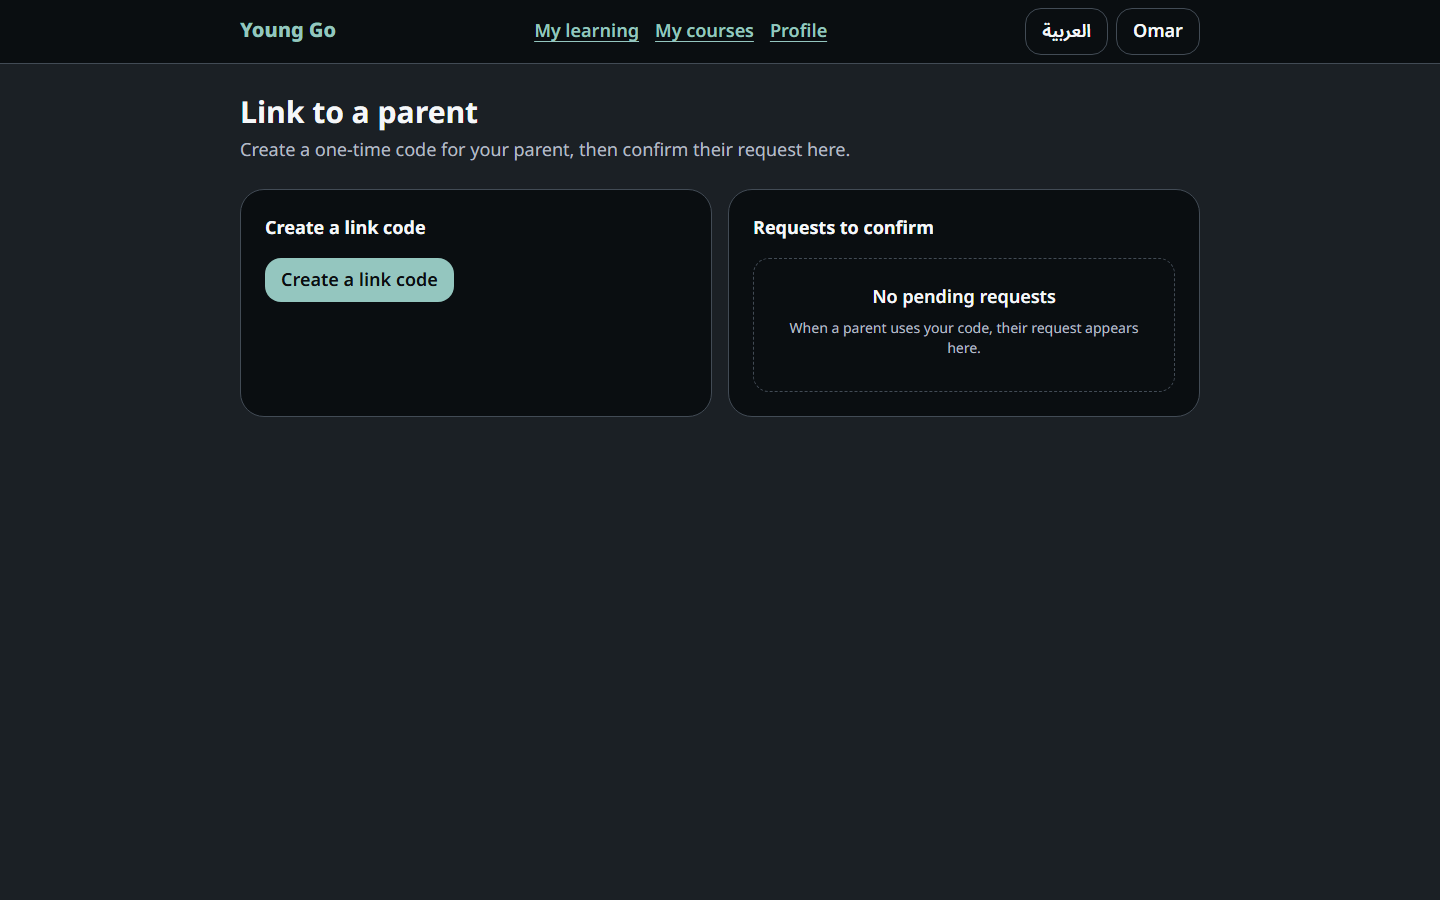 Young Go
My learning
My courses
Profile
العربية
Omar
Link to a parent
Create a one-time code for your parent, then confirm their request here.
Create a link code
Create a link code
Requests to confirm
No pending requests
When a parent uses your code, their request appears
here.